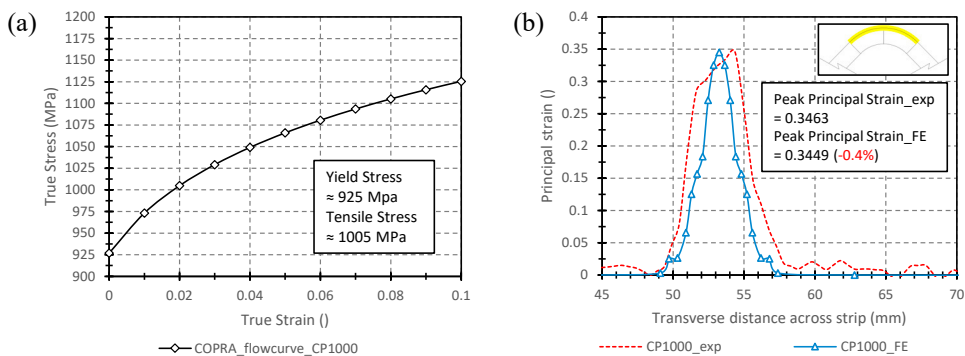 (a)
True Stress (MPa)
1175
1150
1125
1100
1075
1050
1025
1000
975
950
925
900
0
0.02
0.04
0.06
0.08
0.1
True Strain ()
Yield Stress
≈ 925 Mpa
Tensile Stress
≈ 1005 MPa
COPRA_flowcurve_CP1000
(b)
Principal strain ()
0.4
0.35
0.3
0.25
0.2
0.15
0.1
0.05
0
45
50
55
60
65
70
Transverse distance across strip (mm)
Peak Principal Strain_exp
= 0.3463
Peak Principal Strain_FE
= 0.3449 (-0.4%)
CP1000_exp
CP1000_FE